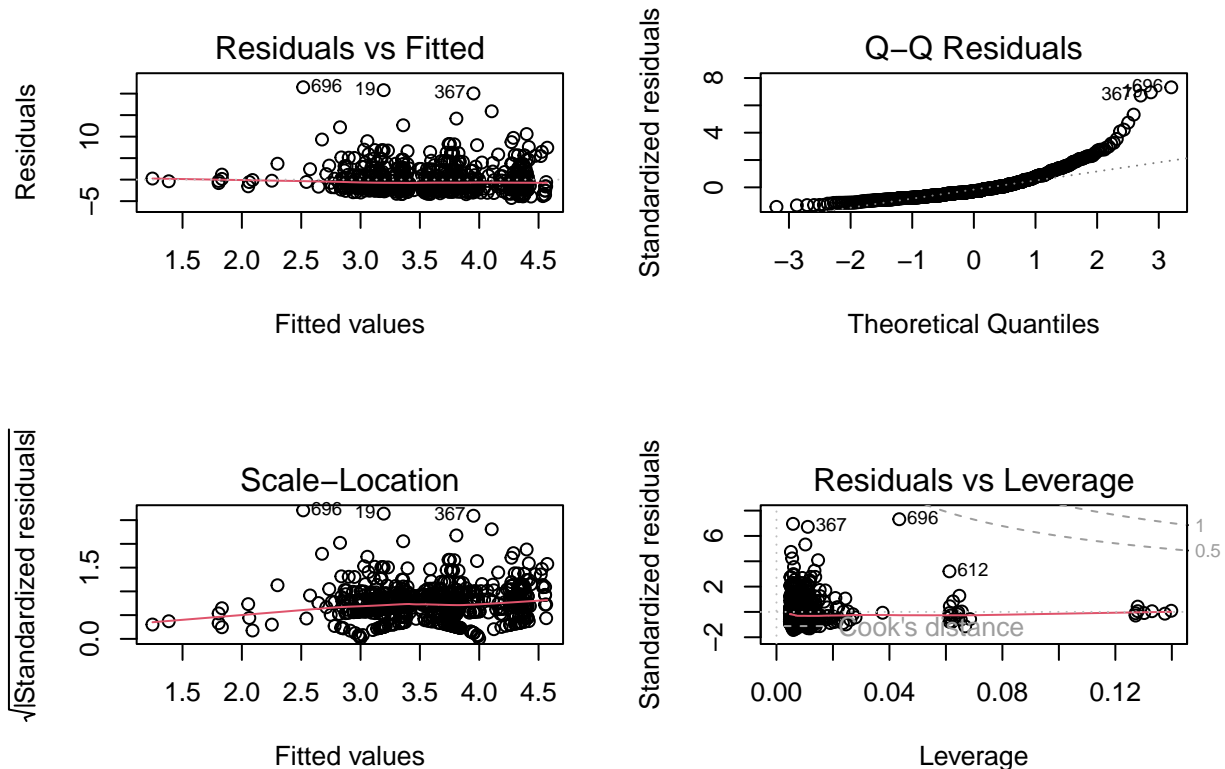 Residuals vs Fitted
Residuals
−5 10
696 19 367
1.5 2.0 2.5 3.0 3.5 4.0 4.5
Fitted values
Q−Q Residuals
Standardized residuals
0 4 8
367 696
−3 −2 −1 0 1 2 3
Theoretical Quantiles
Scale−Location
√|Standardized residuals|
0.0 1.5
696 19 367
1.5 2.0 2.5 3.0 3.5 4.0 4.5
Fitted values
Residuals vs Leverage
Standardized residuals
−2 2 6
367 696
612
1
0.5
Cook's distance
0.00 0.04 0.08 0.12
Leverage